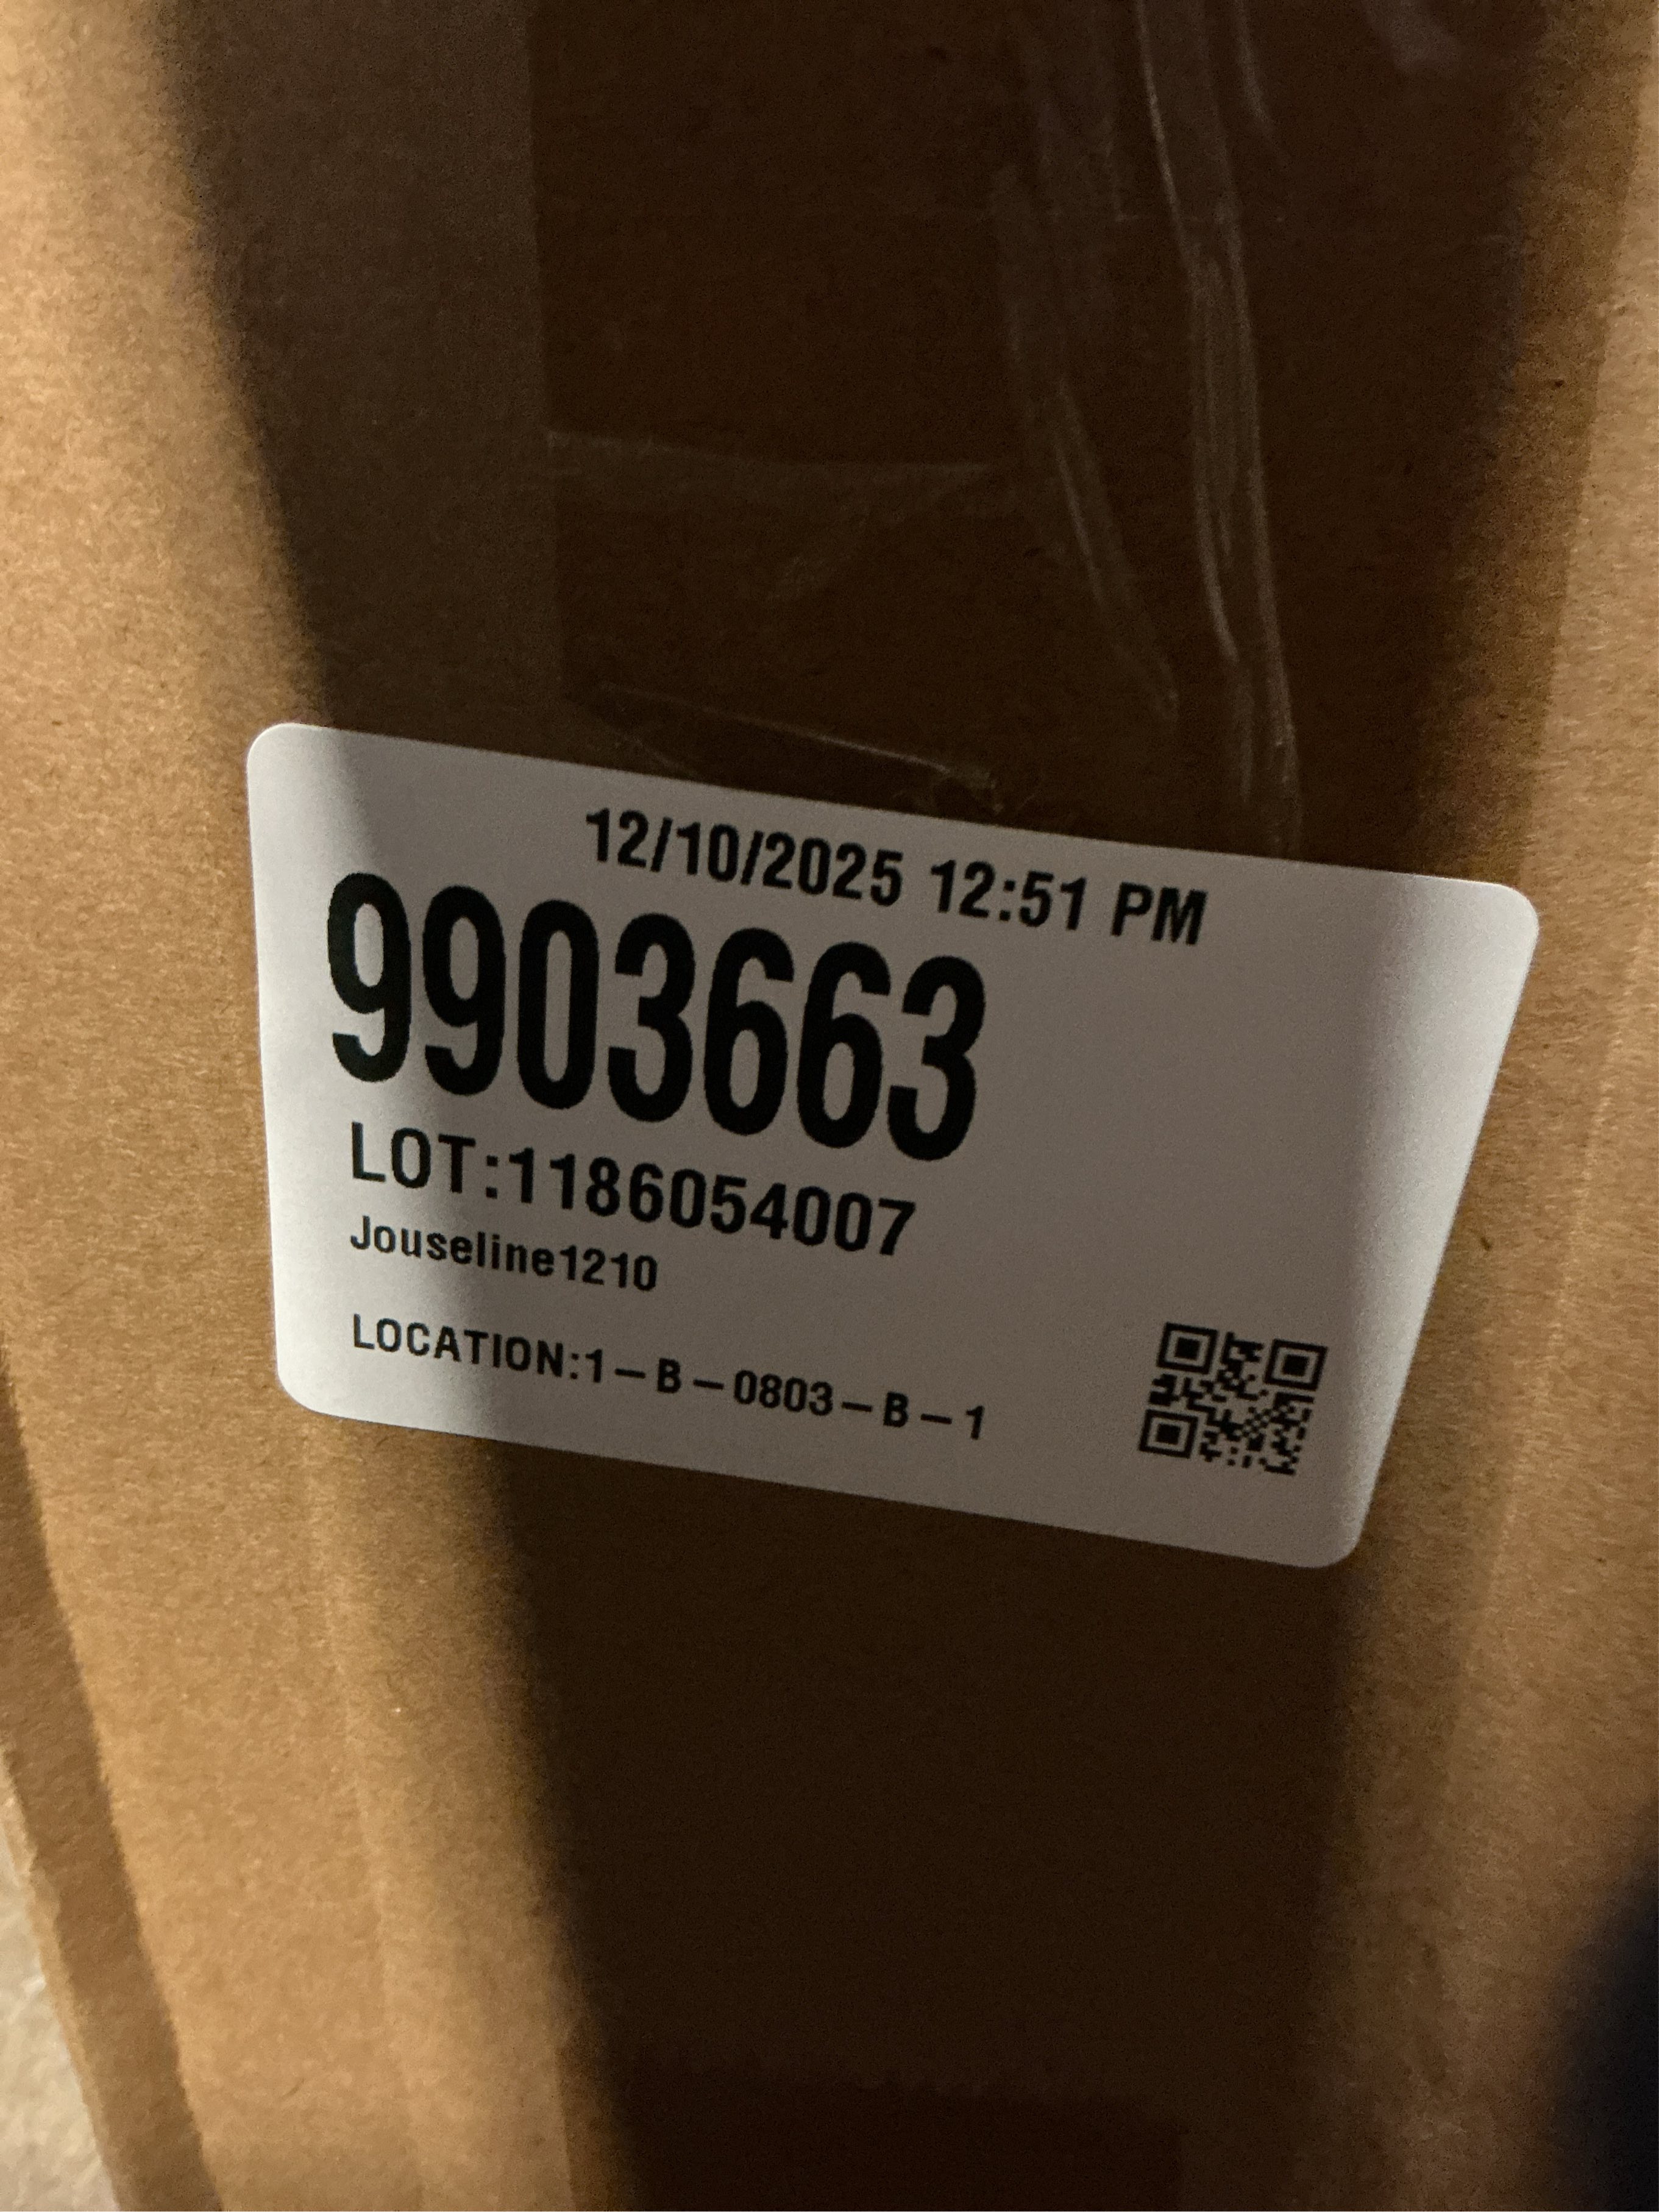 12/10/2025 12:51 PM
9903663
LOT:1186054007
Jouseline1210
LOCATION:1-B-0803-B-1